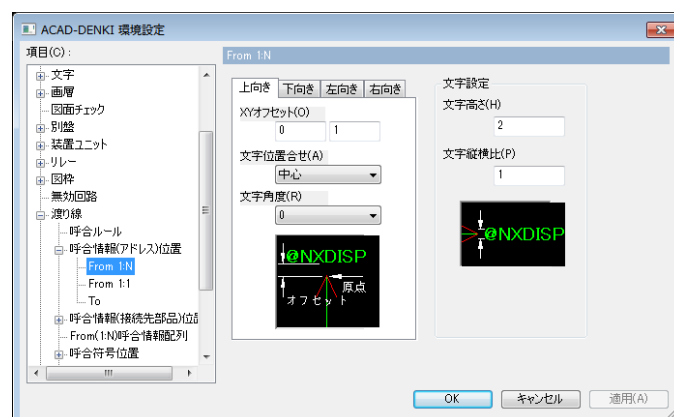 ACAD-DENKI 環境設定
項目(C) :
文字
画層
図面チェック
別盤
装置ユニット
リレー
図枠
無効回路
渡り線
呼合ルール
呼合情報(アドレス)位置
From 1:N
From 1:1
To
呼合情報(接続先部品)位置
From(1:N)呼合情報配列
呼合符号位置
From 1:N
上向き 下向き 左向き 右向き
XYオフセット(O)
0 1
文字位置合せ(A)
中心
文字角度(R)
0
@NXDISP
原点
オフセット
文字設定
文字高さ(H)
2
文字縦横比(P)
1
@NXDISP
OK キャンセル 適用(A)